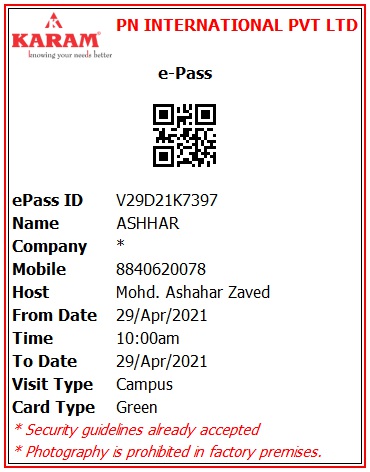 PN INTERNATIONAL PVT LTD
KARAM®
knowing your needs better
e-Pass
ePass ID V29D21K7397
Name ASHHAR
Company *
Mobile 8840620078
Host Mohd. Ashahar Zaved
From Date 29/Apr/2021
Time 10:00am
To Date 29/Apr/2021
Visit Type Campus
Card Type Green
* Security guidelines already accepted
* Photography is prohibited in factory premises.